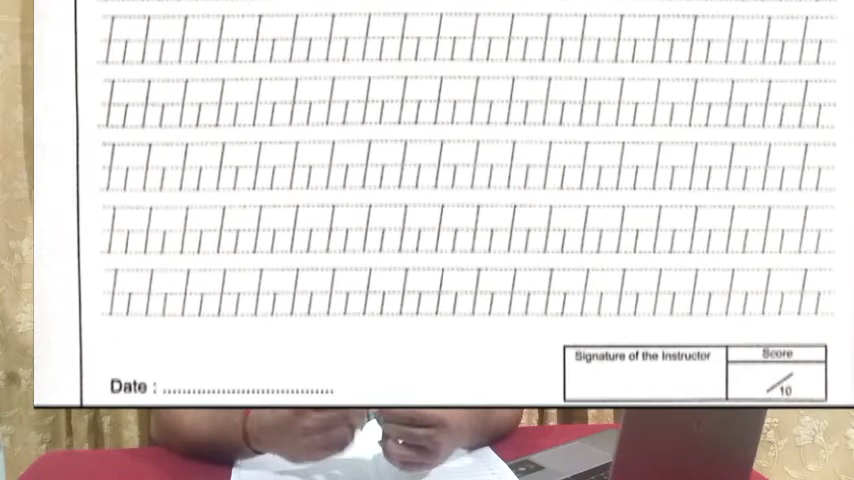 Signature of the Instructor
Score
/10
Date : ...................................